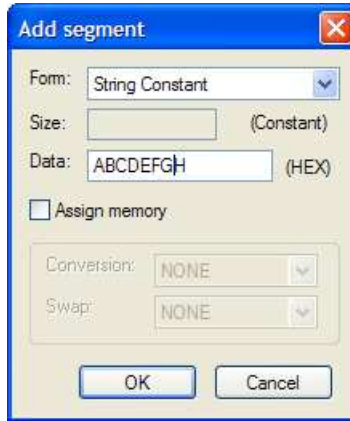 Add segment
Form: String Constant
Size: (Constant)
Data: ABCDEFGH (HEX)
Assign memory
Conversion: NONE
Swap: NONE
OK Cancel